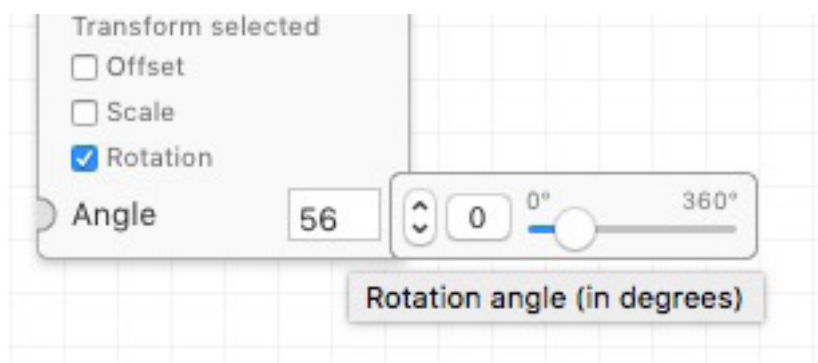 Transform selected
Offset
Scale
Rotation
Angle 56 0 0° 360°
Rotation angle (in degrees)